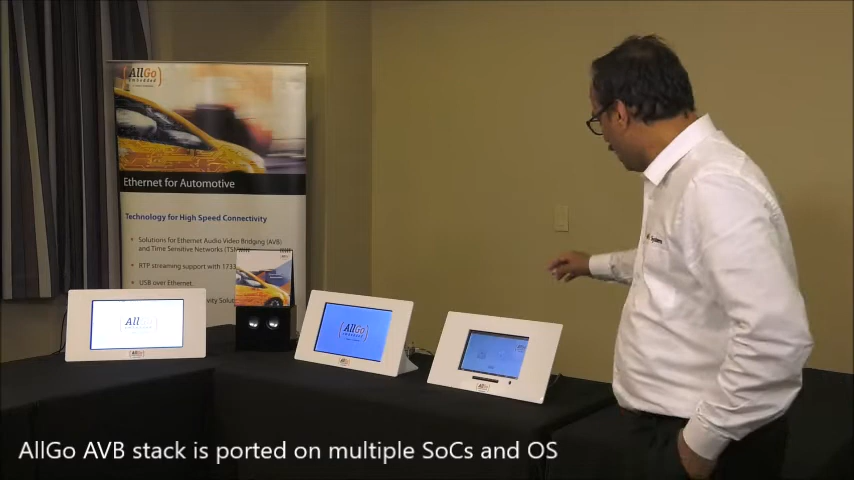 AllGo
Embedded
Ethernet for Automotive
Technology for High Speed Connectivity
• Solutions for Ethernet Audio Video Bridging (AVB)
and Time Sensitive Networks
• RTP streaming support with 1733
• USB over Ethernet
AllGo
AllGo
AllGo
AllGo AVB stack is ported on multiple SoCs and OS